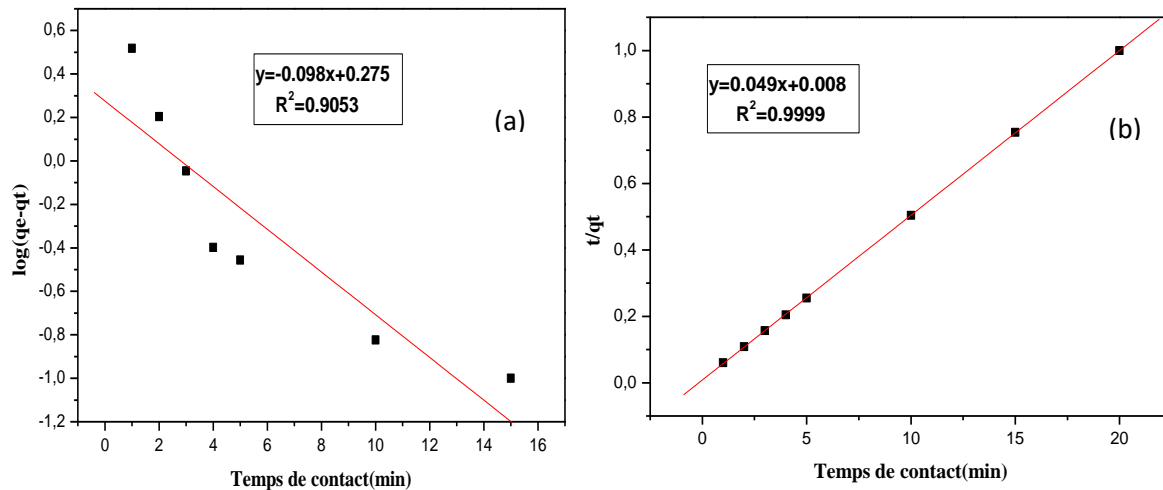 0,6
0,4
0,2
0,0
-0,2
-0,4
-0,6
-0,8
-1,0
-1,2
log(qe-qt)
y=-0.098x+0.275
R²=0.9053
(a)
0 2 4 6 8 10 12 14 16
Temps de contact(min)
1,0
0,8
0,6
0,4
0,2
0,0
t/qt
y=0.049x+0.008
R²=0.9999
(b)
0 5 10 15 20
Temps de contact(min)